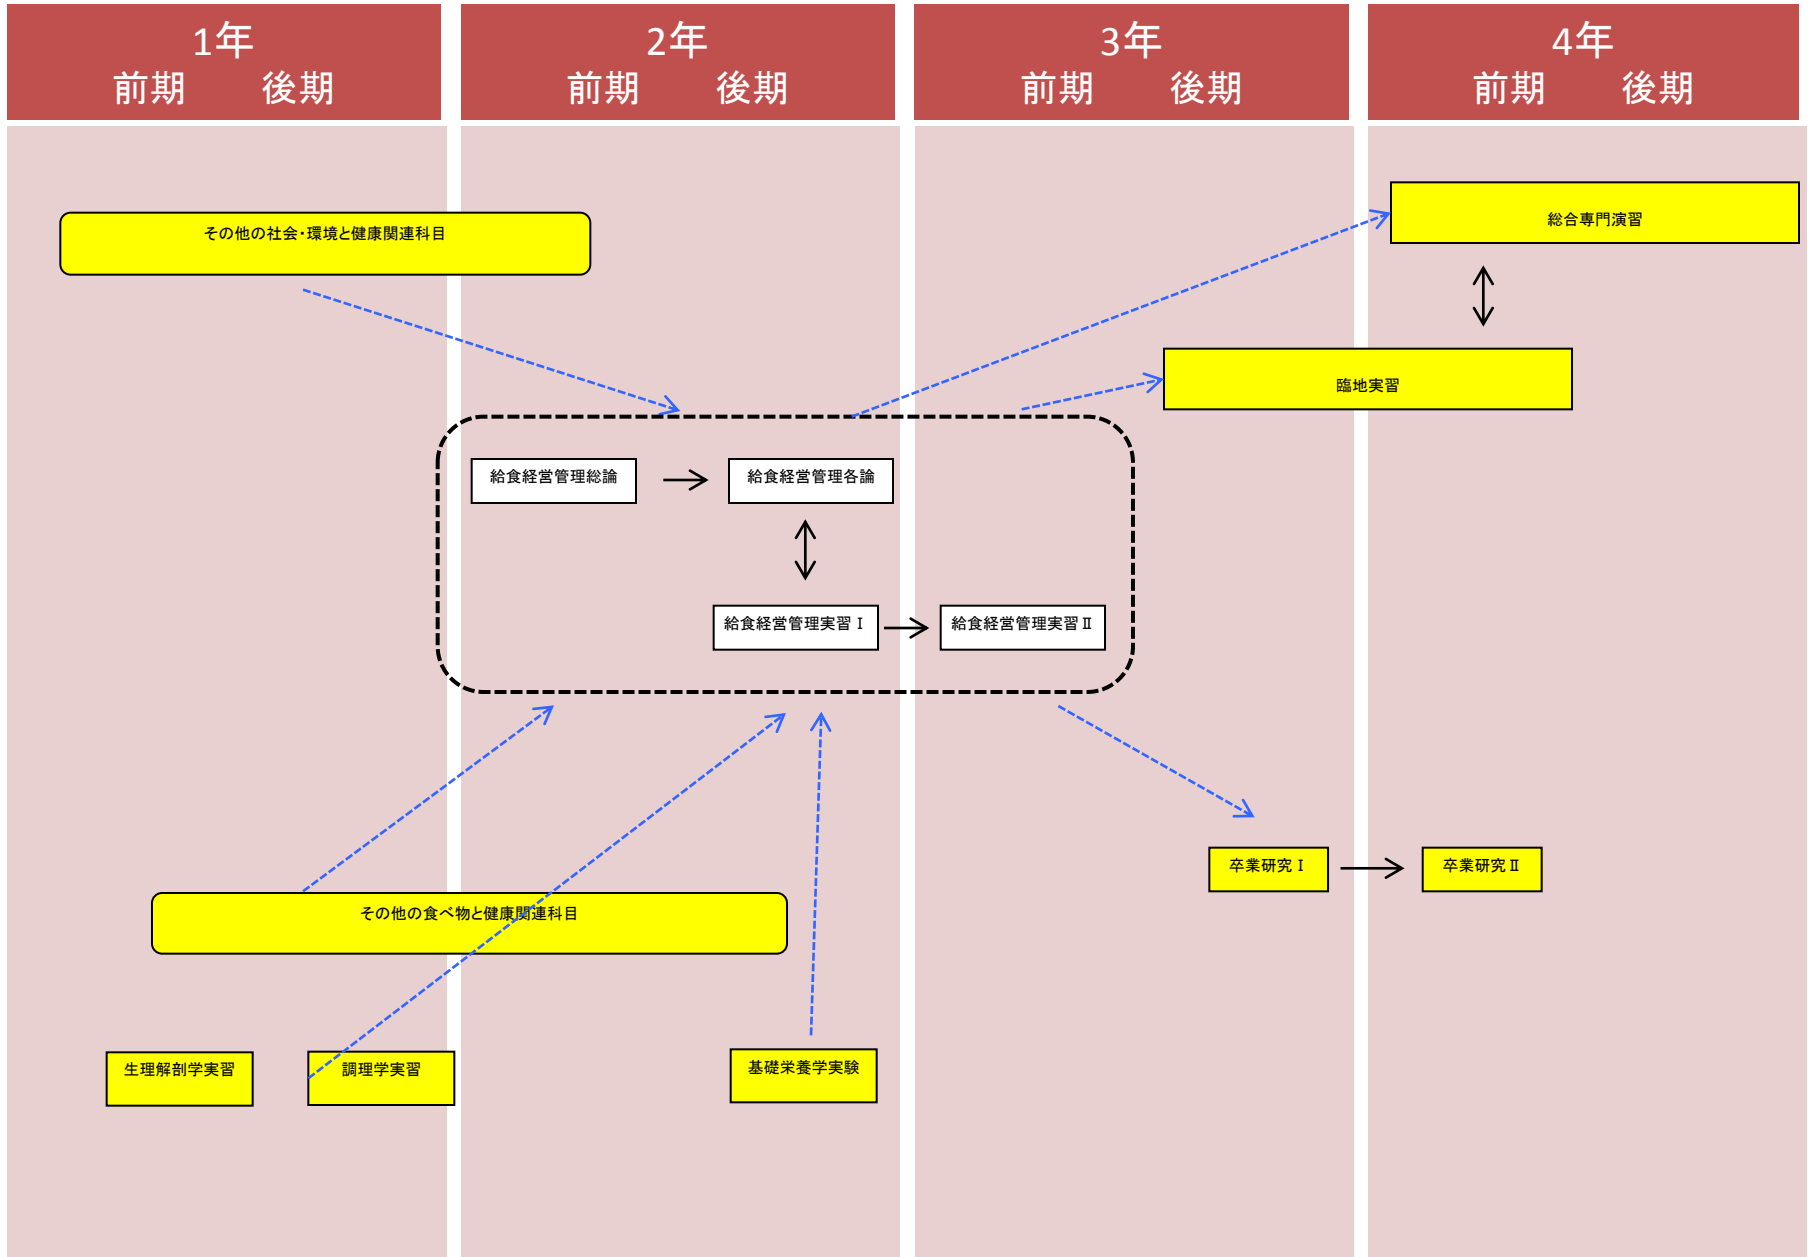 1年
前期 後期
2年
前期 後期
3年
前期 後期
4年
前期 後期
総合専門演習
その他の社会・環境と健康関連科目
臨地実習
給食経営管理総論
給食経営管理各論
給食経営管理実習Ⅰ
給食経営管理実習Ⅱ
卒業研究Ⅰ
卒業研究Ⅱ
その他の食べ物と健康関連科目
生理解剖学実習
調理学実習
基礎栄養学実験